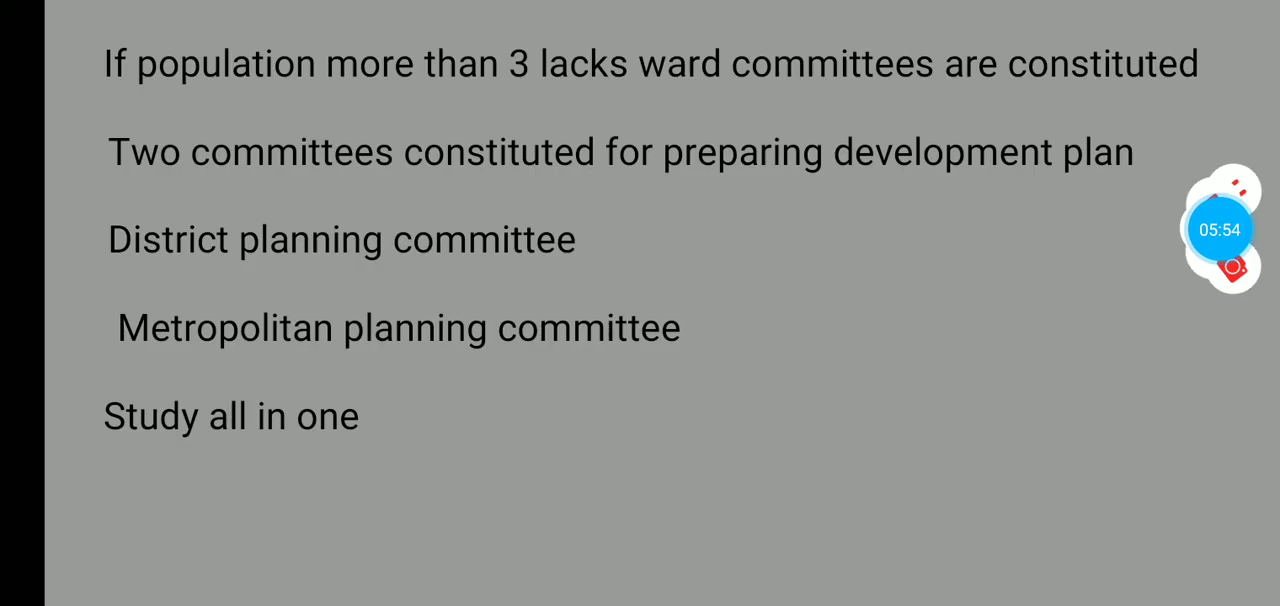 If population more than 3 lacks ward committees are constituted
Two committees constituted for preparing development plan
District planning committee
Metropolitan planning committee
Study all in one
05:54